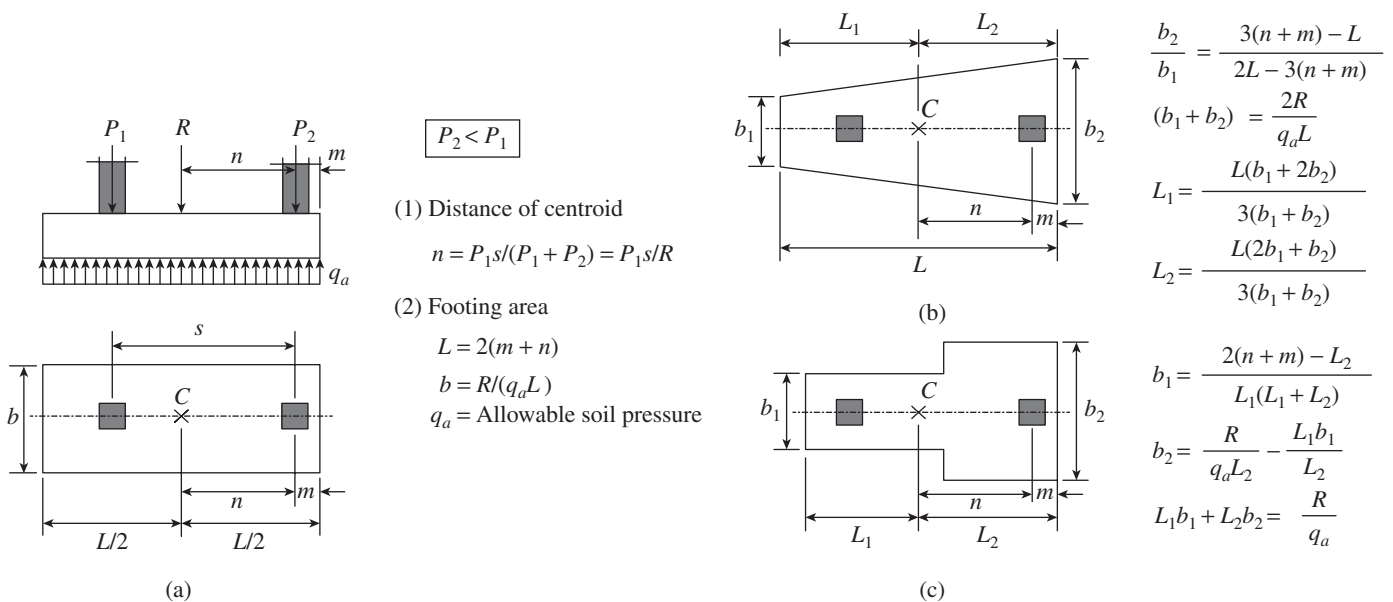 P₁
R
P₂
n
m
qₐ
s
b
C
n
m
L/2
L/2
(a)
P₂ < P₁
(1) Distance of centroid
n = P₁s/(P₁ + P₂) = P₁s/R
(2) Footing area
L = 2(m + n)
b = R/(qₐL)
qₐ = Allowable soil pressure
L₁
L₂
b₁
C
b₂
n
m
L
(b)
b₂/b₁ = (3(n + m) − L)/(2L − 3(n + m))
(b₁ + b₂) = 2R/(qₐL)
L₁ = L(b₁ + 2b₂)/(3(b₁ + b₂))
L₂ = L(2b₁ + b₂)/(3(b₁ + b₂))
b₁
C
b₂
n
m
L₁
L₂
(c)
b₁ = (2(n + m) − L₂)/(L₁(L₁ + L₂))
b₂ = R/(qₐL₂) − L₁b₁/L₂
L₁b₁ + L₂b₂ = R/qₐ